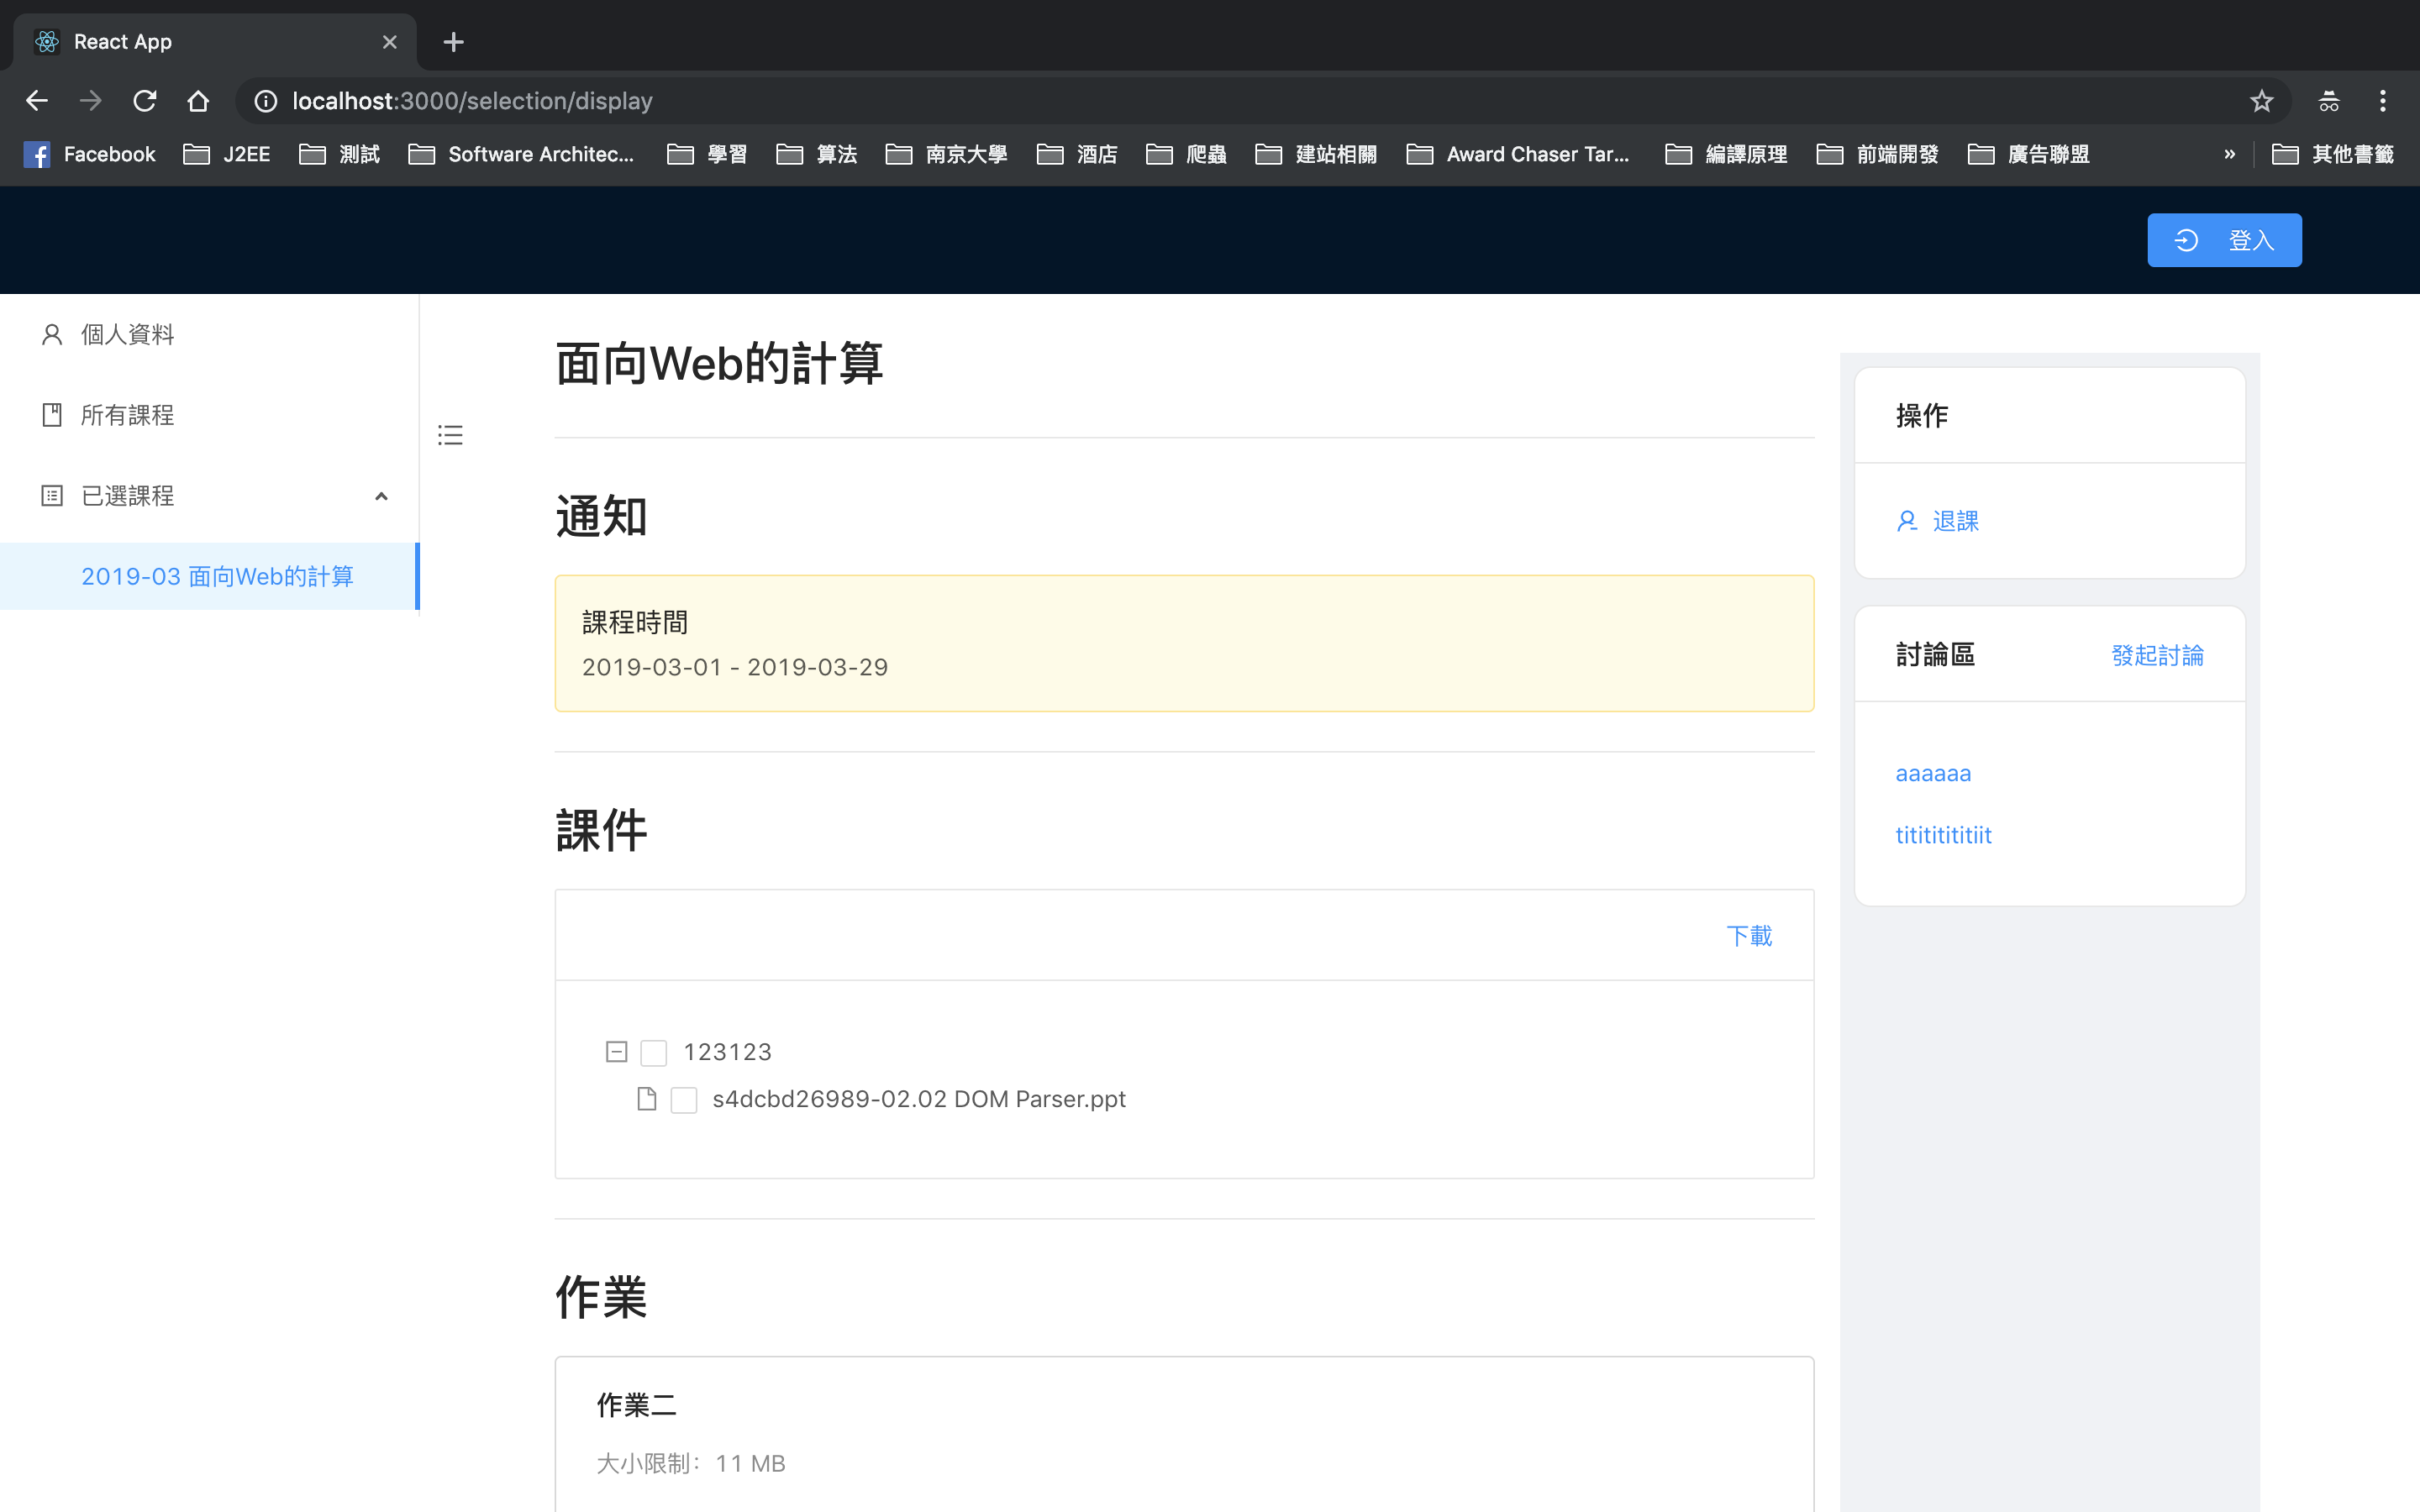 React App
localhost:3000/selection/display
Facebook J2EE 測試 Software Architec... 學習 算法 南京大學 酒店 爬蟲 建站相關 Award Chaser Tar... 編譯原理 前端開發 廣告聯盟 » 其他書籤
登入
個人資料
所有課程
已選課程
2019-03 面向Web的計算
面向Web的計算
通知
課程時間
2019-03-01 - 2019-03-29
課件
下載
123123
s4dcbd26989-02.02 DOM Parser.ppt
作業
作業二
大小限制：11 MB
操作
退課
討論區 發起討論
aaaaaa
titititititiit